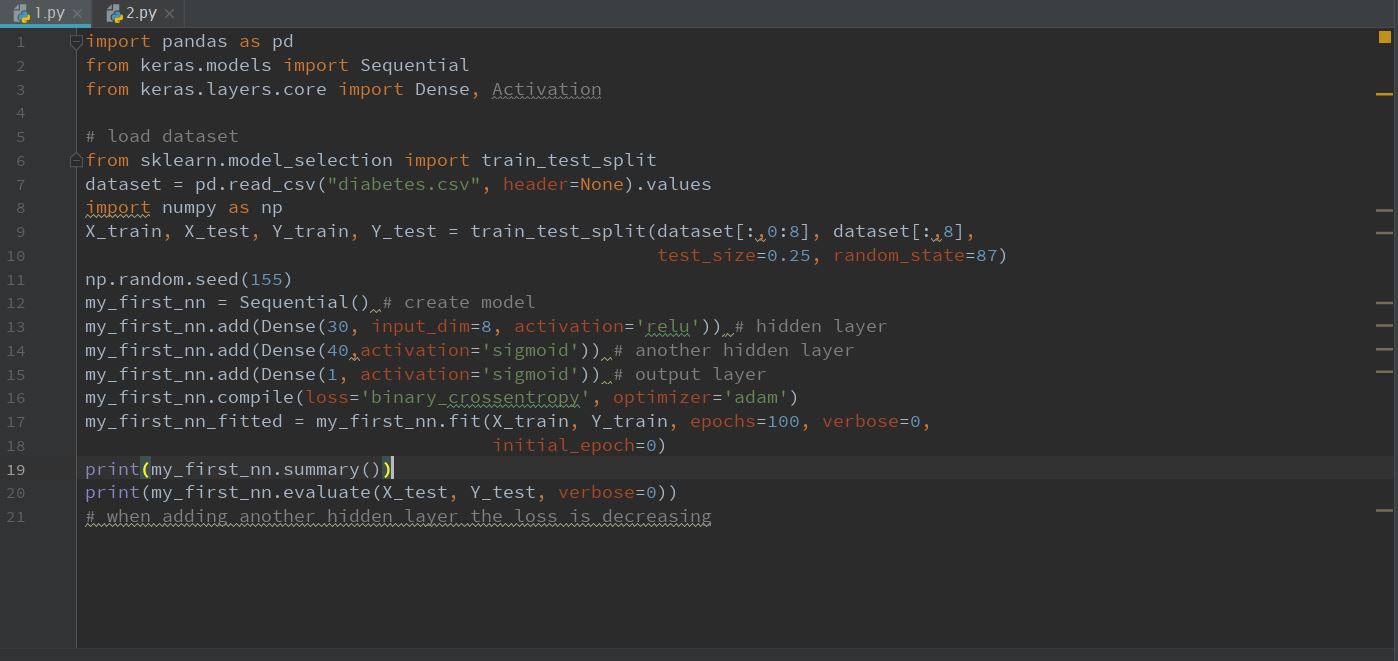 1.py 2.py
1 import pandas as pd
2 from keras.models import Sequential
3 from keras.layers.core import Dense, Activation
4
5 # load dataset
6 from sklearn.model_selection import train_test_split
7 dataset = pd.read_csv("diabetes.csv", header=None).values
8 import numpy as np
9 X_train, X_test, Y_train, Y_test = train_test_split(dataset[:,0:8], dataset[:,8],
10 test_size=0.25, random_state=87)
11 np.random.seed(155)
12 my_first_nn = Sequential() # create model
13 my_first_nn.add(Dense(30, input_dim=8, activation='relu')) # hidden layer
14 my_first_nn.add(Dense(40,activation='sigmoid')) # another hidden layer
15 my_first_nn.add(Dense(1, activation='sigmoid')) # output layer
16 my_first_nn.compile(loss='binary_crossentropy', optimizer='adam')
17 my_first_nn_fitted = my_first_nn.fit(X_train, Y_train, epochs=100, verbose=0,
18 initial_epoch=0)
19 print(my_first_nn.summary())
20 print(my_first_nn.evaluate(X_test, Y_test, verbose=0))
21 # when adding another hidden layer the loss is decreasing